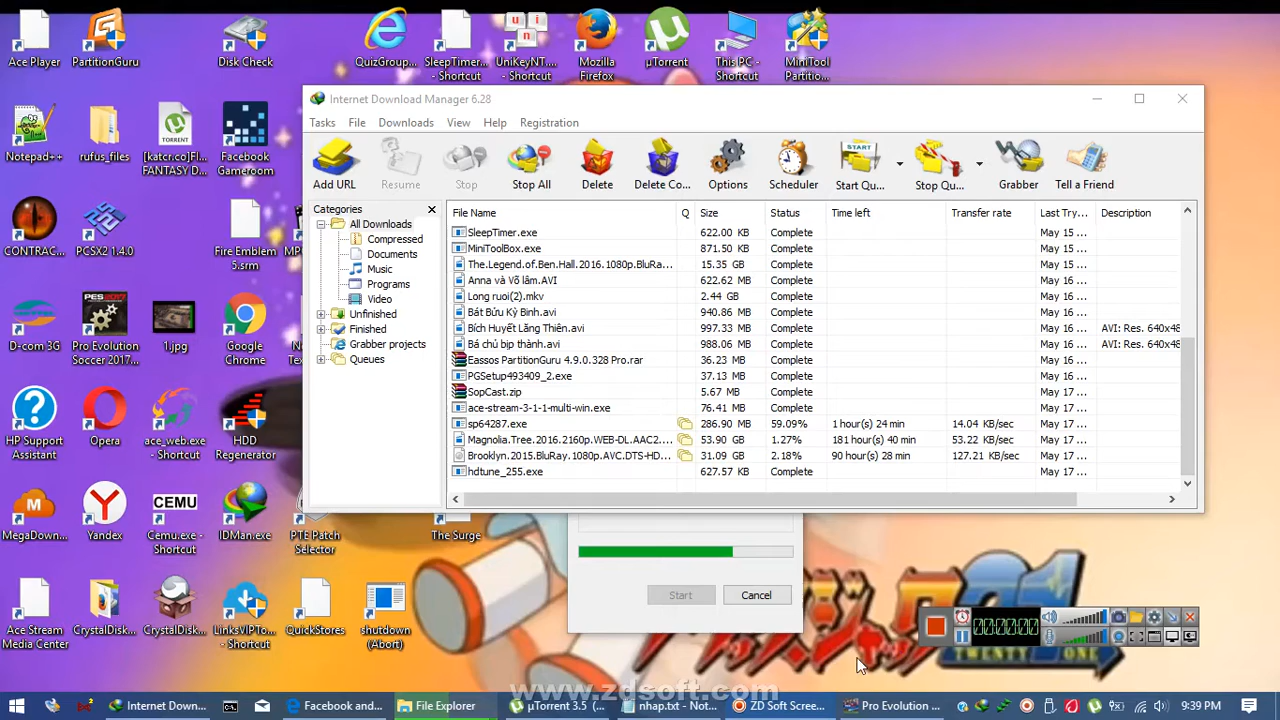 Ace Player
PartitionGuru
Disk Check
QuizGroup...
SleepTimer.exe - Shortcut
UniKeyNT.... - Shortcut
Mozilla Firefox
µTorrent
This PC - Shortcut
MiniTool Partitio...
Internet Download Manager 6.28
Tasks File Downloads View Help Registration
Add URL Resume Stop Stop All Delete Delete Co... Options Scheduler Start Qu... Stop Qu... Grabber Tell a Friend
Categories
All Downloads
Compressed
Documents
Music
Programs
Video
Unfinished
Finished
Grabber projects
Queues
File Name Q Size Status Time left Transfer rate Last Try... Description
SleepTimer.exe 622.00 KB Complete May 15 ...
MiniToolBox.exe 871.50 KB Complete May 15 ...
The.Legend.of.Ben.Hall.2016.1080p.BluRa... 15.35 GB Complete May 15 ...
Anna và Võ lâm.AVI 622.62 MB Complete May 16 ...
Long ruoi(2).mkv 2.44 GB Complete May 16 ...
Bát Bửu Kỳ Binh.avi 940.86 MB Complete May 16 ...
Bích Huyết Lăng Thiên.avi 997.33 MB Complete May 16 ... AVI: Res. 640x48
Bá chủ bịp thành.avi 988.06 MB Complete May 16 ... AVI: Res. 640x48
Eassos PartitionGuru 4.9.0.328 Pro.rar 36.23 MB Complete May 16 ...
PGSetup493409_2.exe 37.13 MB Complete May 16 ...
SopCast.zip 5.67 MB Complete May 17 ...
ace-stream-3-1-1-multi-win.exe 76.41 MB Complete May 17 ...
sp64287.exe 286.90 MB 59.09% 1 hour(s) 24 min 14.04 KB/sec May 17 ...
Magnolia.Tree.2016.2160p.WEB-DL.AAC2.... 53.90 GB 1.27% 181 hour(s) 40 min 53.22 KB/sec May 17 ...
Brooklyn.2015.BluRay.1080p.AVC.DTS-HD... 31.09 GB 2.18% 90 hour(s) 28 min 127.21 KB/sec May 17 ...
hdtune_255.exe 627.57 KB Complete May 17 ...
Notepad++
rufus_files
TORRENT
[katcr.co]Fl... FANTASY D...
Facebook Gameroom
CONTRAC...
PCSX2-1.4.0
Fire Emblem 5.srm
D-com 3G
PES 2017
Pro Evolution Soccer 2017...
1.jpg
Google Chrome
HP Support Assistant
Opera
ace_web.exe - Shortcut
HDD Regenerator
MegaDown...
Yandex
CEMU
Cemu.exe - Shortcut
IDMan.exe
PTE Patch Selector
The Surge
Ace Stream Media Center
CrystalDisk...
CrystalDisk...
LinksVIPTo... - Shortcut
QuickStores
shutdown (Abort)
Start Cancel
TWENTY ONE
www.zdsoft.com
Internet Down...
Facebook and...
File Explorer
µTorrent 3.5 (...
nhap.txt - Not...
ZD Soft Scree...
Pro Evolution ...
9:39 PM